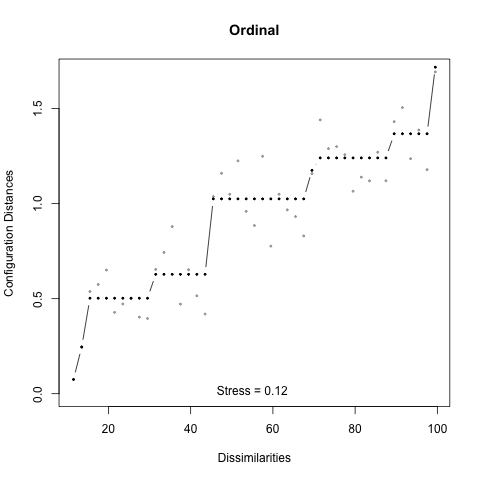 Ordinal
Configuration Distances
1.5
1.0
0.5
0.0
Stress = 0.12
20 40 60 80 100
Dissimilarities